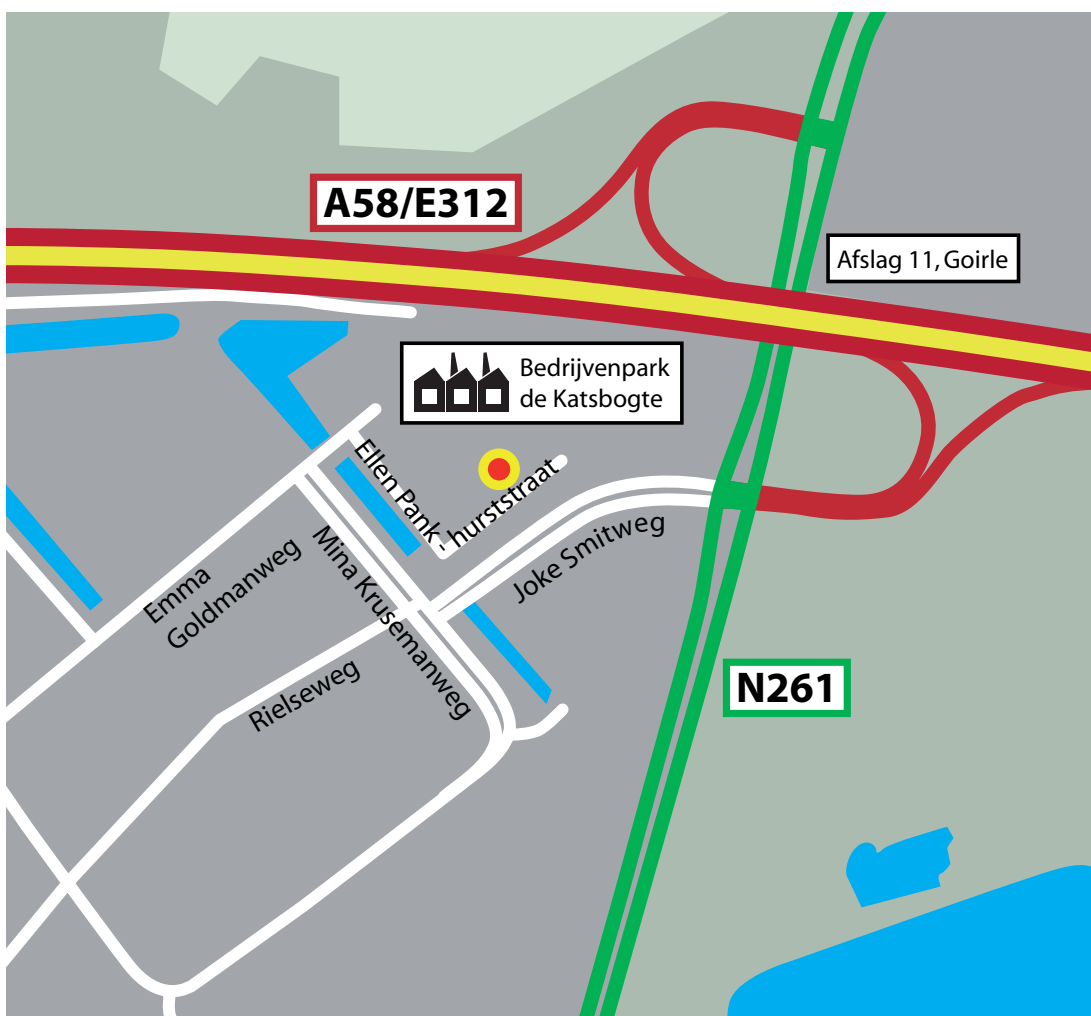 A58/E312
Afslag 11, Goirle
Bedrijvenpark
de Katsbogte
Ellen Pank - hurststraat
Joke Smitweg
Emma
Goldmanweg
Mina Krusemanweg
Rielseweg
N261